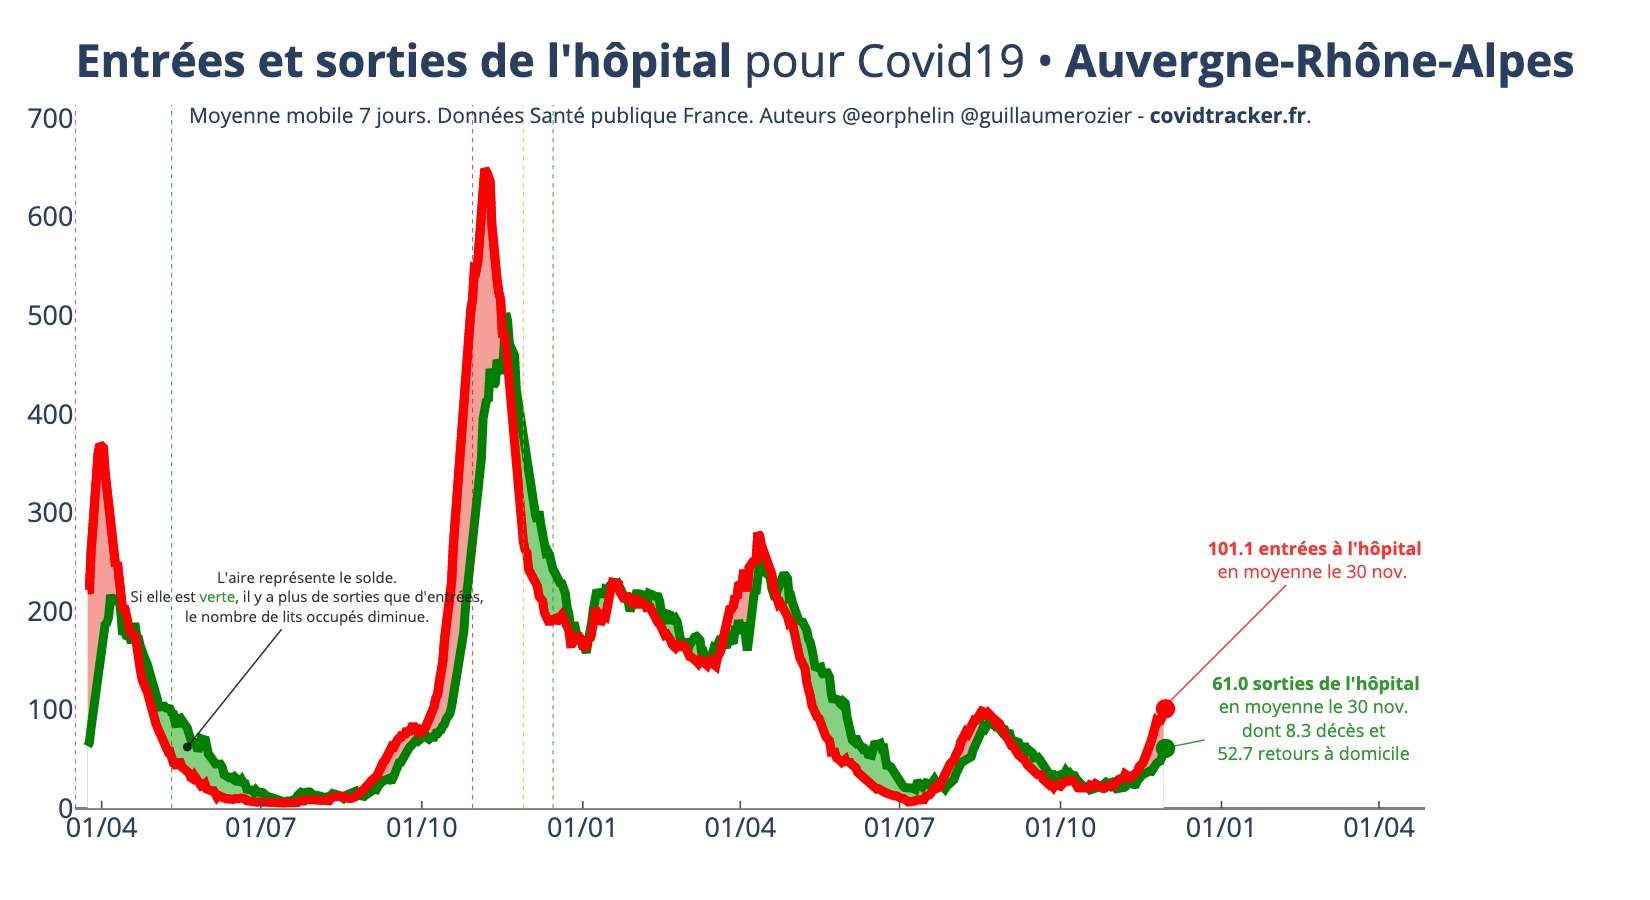 Entrées et sorties de l'hôpital pour Covid19 • Auvergne-Rhône-Alpes
Moyenne mobile 7 jours. Données Santé publique France. Auteurs @eorphelin @guillaumerozier - covidtracker.fr.
700
600
500
400
300
200
100
0
L'aire représente le solde.
Si elle est verte, il y a plus de sorties que d'entrées,
le nombre de lits occupés diminue.
101.1 entrées à l'hôpital
en moyenne le 30 nov.
61.0 sorties de l'hôpital
en moyenne le 30 nov.
dont 8.3 décès et
52.7 retours à domicile
01/04 01/07 01/10 01/01 01/04 01/07 01/10 01/01 01/04